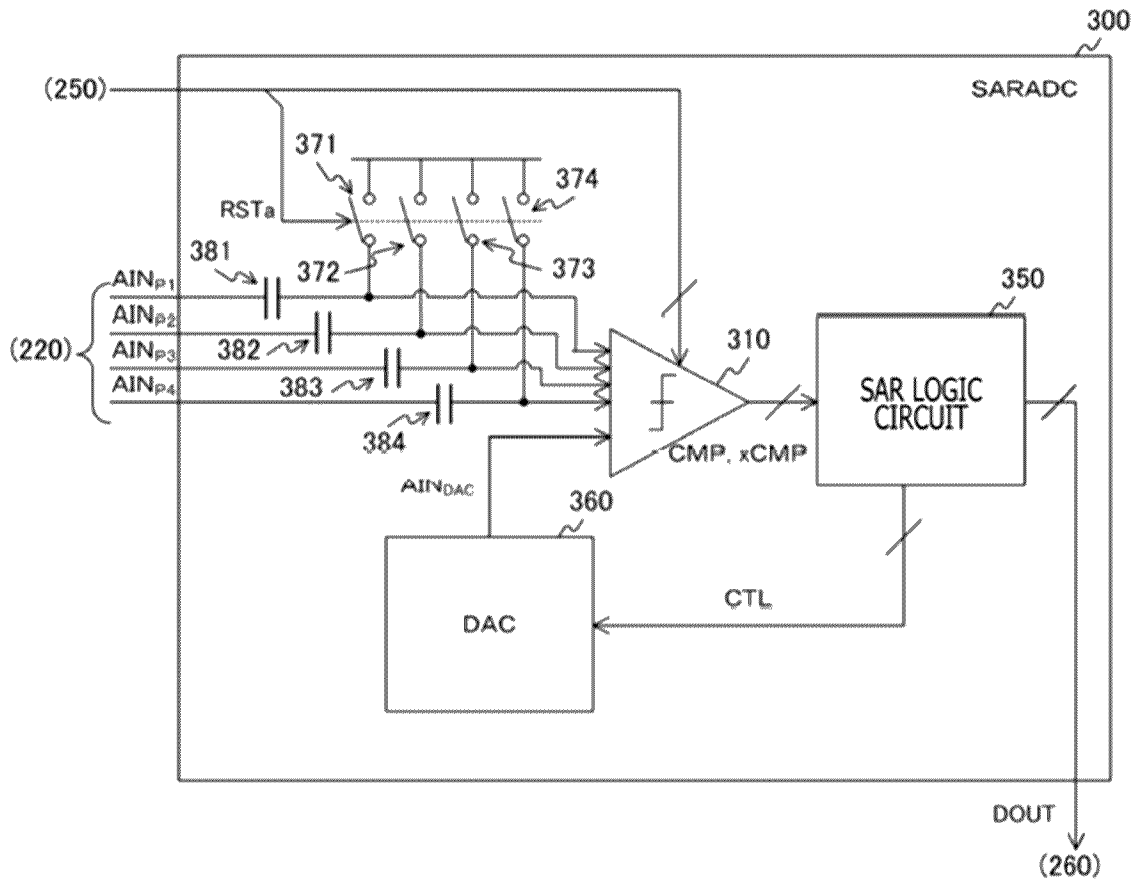 300
(250)
SARADC
371
374
RSTa
381
372
373
AINP1
350
AINP2
(220)
382
310
AINP3
SAR LOGIC
CIRCUIT
383
AINP4
384
CMP, xCMP
AINDAC
360
CTL
DAC
DOUT
(260)